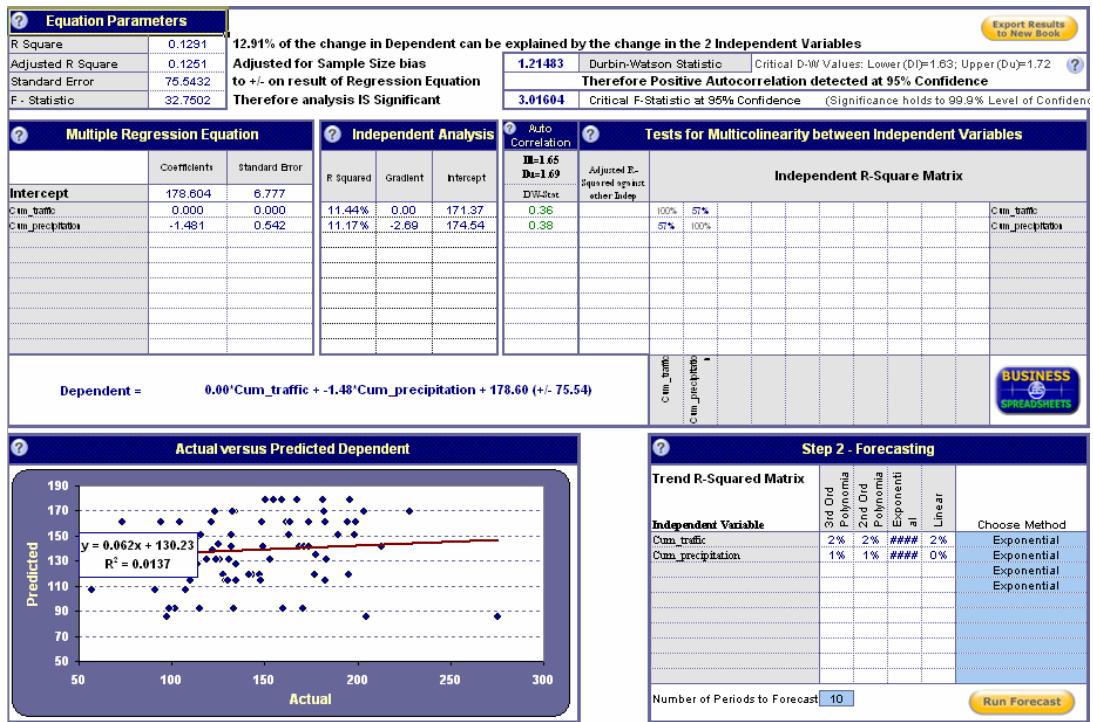 Equation Parameters
Export Results to New Book
R Square 0.1291 12.91% of the change in Dependent can be explained by the change in the 2 Independent Variables
Adjusted R Square 0.1251 Adjusted for Sample Size bias 1.21483 Durbin-Watson Statistic Critical D-W Values: Lower (Dl)=1.63; Upper (Du)=1.72
Standard Error 75.5432 to +/- on result of Regression Equation Therefore Positive Autocorrelation detected at 95% Confidence
F - Statistic 32.7502 Therefore analysis IS Significant 3.01604 Critical F-Statistic at 95% Confidence (Significance holds to 99.9% Level of Confidenc
Multiple Regression Equation
Independent Analysis
Auto Correlation
Tests for Multicolinearity between Independent Variables
Coefficients Standard Error
R Squared Gradient Intercept
Dl=1.65
Du=1.69
DW-Stat
Adjusted R-Squared against other Indep
Independent R-Square Matrix
Intercept 178.604 6.777
Cum_traffic 0.000 0.000 11.44% 0.00 171.37 0.36 100% 57% Cum_traffic
Cum_precipitation -1.481 0.542 11.17% -2.69 174.54 0.38 57% 100% Cum_precipitation
Dependent = 0.00*Cum_traffic + -1.48*Cum_precipitation + 178.60 (+/- 75.54)
Cum_traffic
Cum_precipitation
BUSINESS
SPREADSHEETS
Actual versus Predicted Dependent
190
170
150
130
110
90
70
50
Predicted
y = 0.062x + 130.23
R² = 0.0137
50 100 150 200 250 300
Actual
Step 2 - Forecasting
Trend R-Squared Matrix
Independent Variable
3rd Ord Polynomia
2nd Ord Polynomia
Exponenti al
Linear
Choose Method
Cum_traffic 2% 2% #### 2% Exponential
Cum_precipitation 1% 1% #### 0% Exponential
Exponential
Exponential
Number of Periods to Forecast 10
Run Forecast